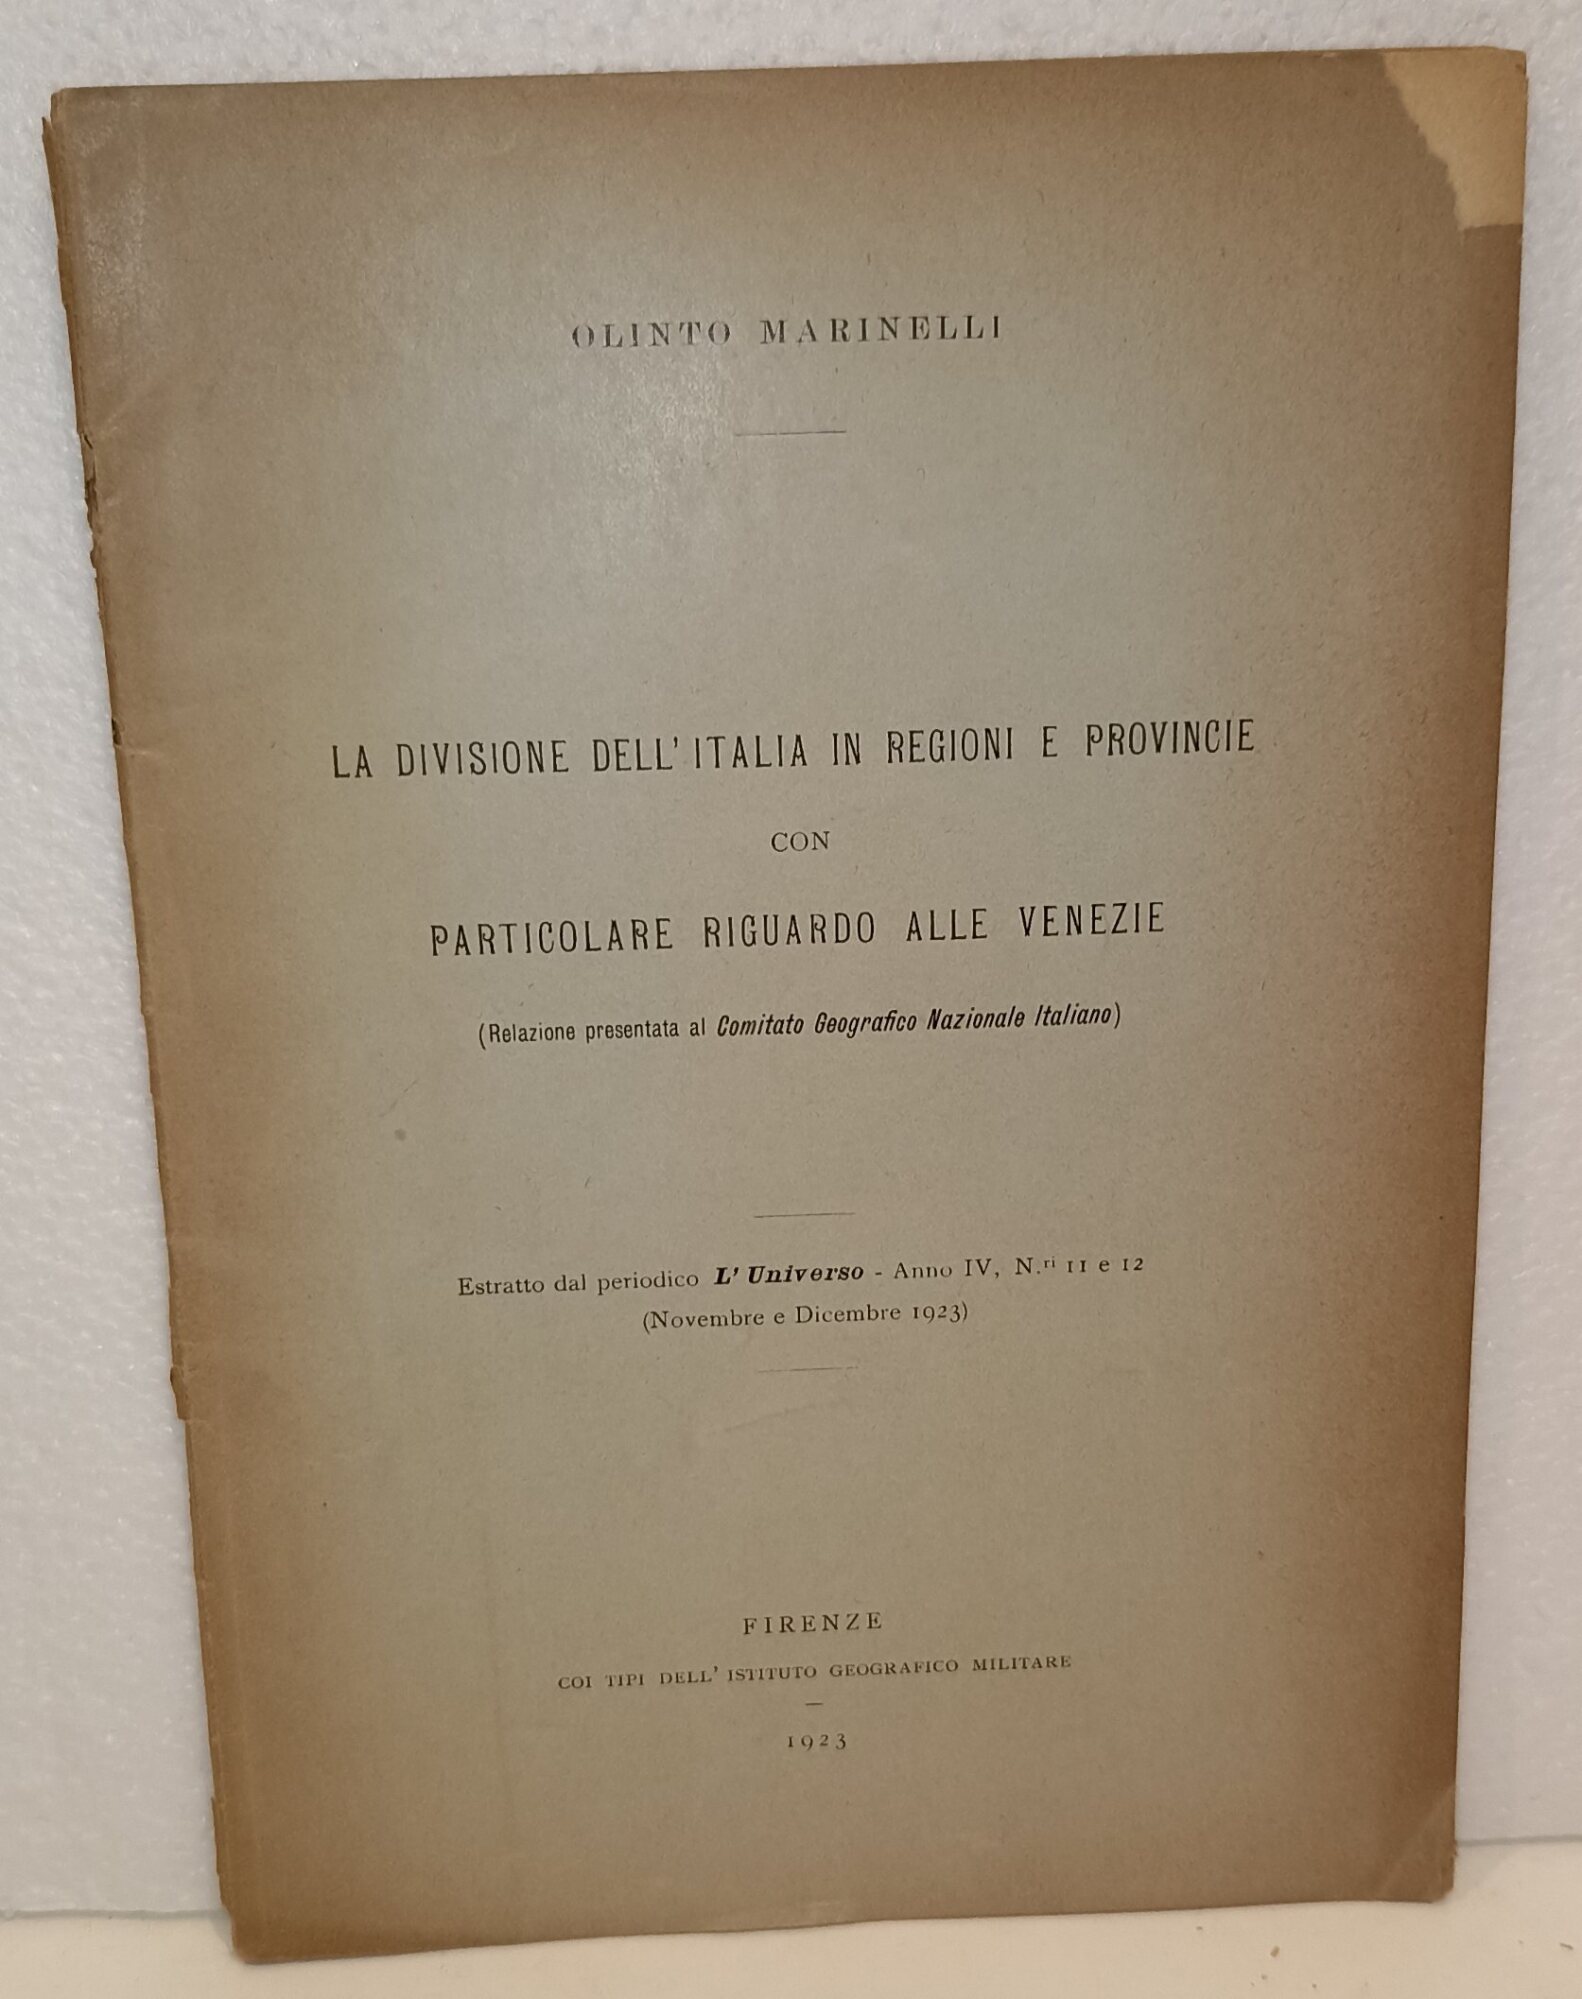 OLINTO MARINELLI
LA DIVISIONE DELL' ITALIA IN REGIONI E PROVINCIE
CON
PARTICOLARE RIGUARDO ALLE VENEZIE
(Relazione presentata al Comitato Geografico Nazionale Italiano)
Estratto dal periodico L' Universo - Anno IV, N.ri 11 e 12
(Novembre e Dicembre 1923)
FIRENZE
COI TIPI DELL' ISTITUTO GEOGRAFICO MILITARE
1923